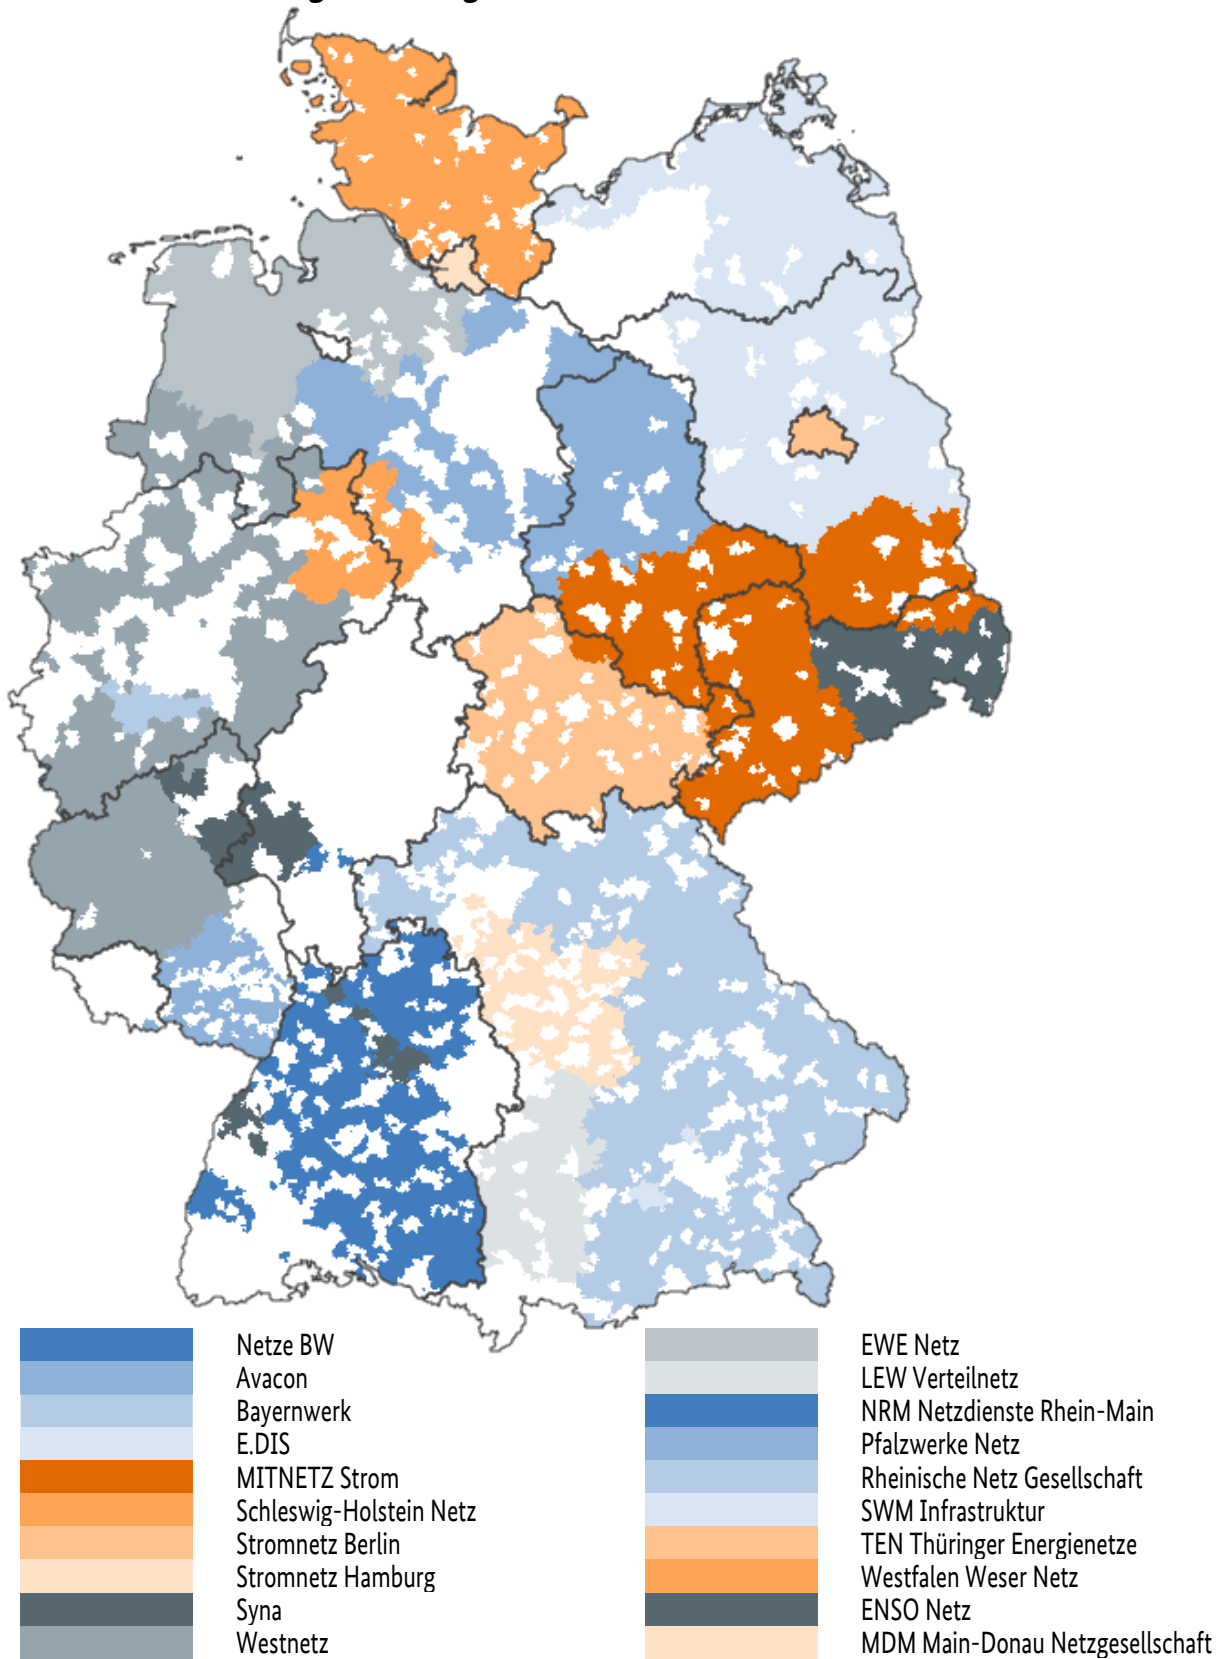 Netze BW
Avacon
Bayernwerk
E.DIS
MITNETZ Strom
Schleswig-Holstein Netz
Stromnetz Berlin
Stromnetz Hamburg
Syna
Westnetz
EWE Netz
LEW Verteilnetz
NRM Netzdienste Rhein-Main
Pfalzwerke Netz
Rheinische Netz Gesellschaft
SWM Infrastruktur
TEN Thüringer Energienetze
Westfalen Weser Netz
ENSO Netz
MDM Main-Donau Netzgesellschaft